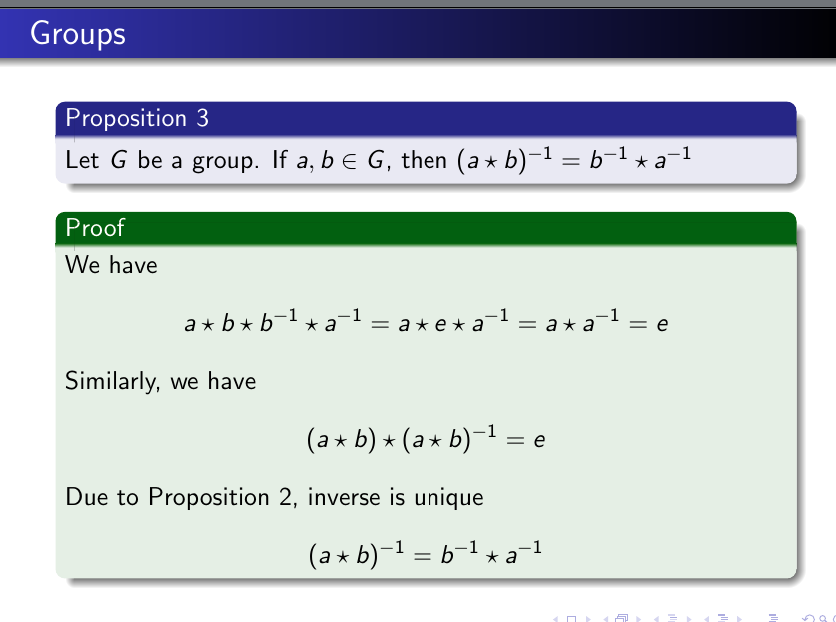 Groups
Proposition 3
Let G be a group. If a, b ∈ G, then (a ⋆ b)⁻¹ = b⁻¹ ⋆ a⁻¹
Proof
We have
a ⋆ b ⋆ b⁻¹ ⋆ a⁻¹ = a ⋆ e ⋆ a⁻¹ = a ⋆ a⁻¹ = e
Similarly, we have
(a ⋆ b) ⋆ (a ⋆ b)⁻¹ = e
Due to Proposition 2, inverse is unique
(a ⋆ b)⁻¹ = b⁻¹ ⋆ a⁻¹